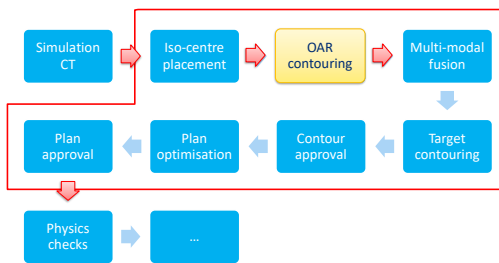 Simulation
CT
Iso-centre
placement
OAR
contouring
Multi-modal
fusion
Target
contouring
Contour
approval
Plan
optimisation
Plan
approval
Physics
checks
...